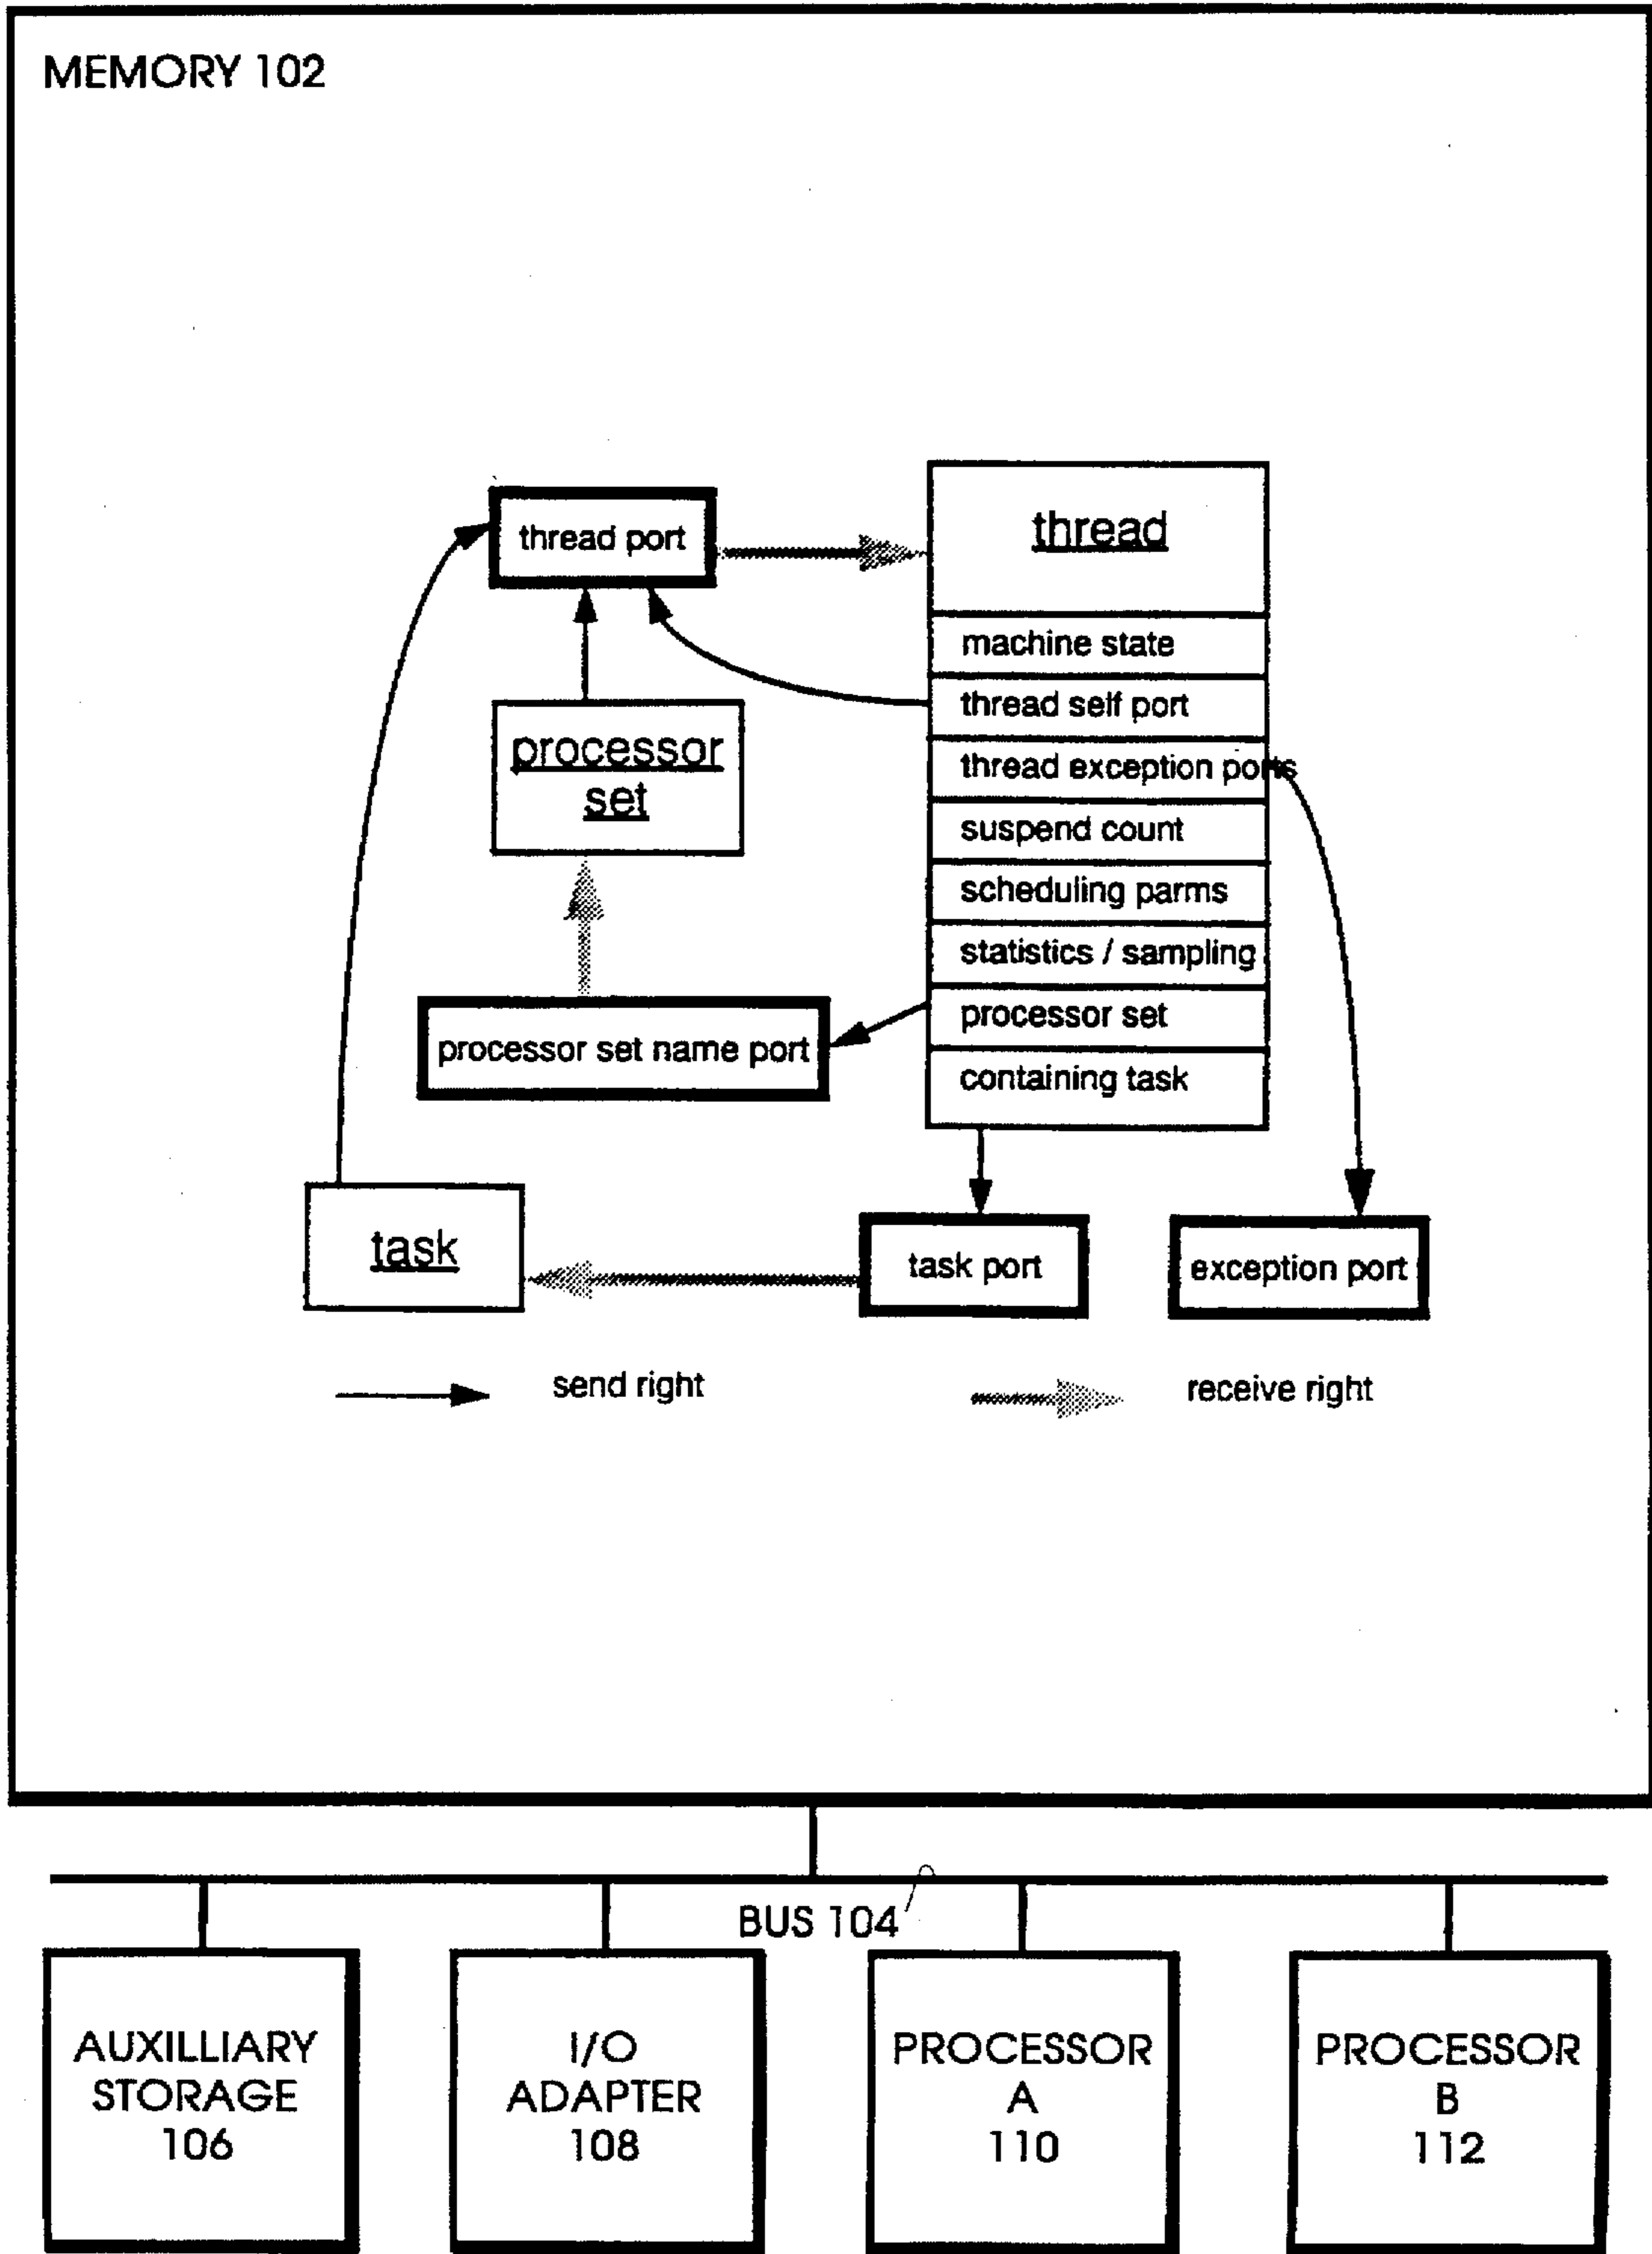 MEMORY 102
thread port
thread
machine state
thread self port
thread exception ports
suspend count
scheduling parms
statistics / sampling
processor set
containing task
processor
set
processor set name port
task
task port
exception port
send right
receive right
BUS 104
AUXILLIARY
STORAGE
106
I/O
ADAPTER
108
PROCESSOR
A
110
PROCESSOR
B
112